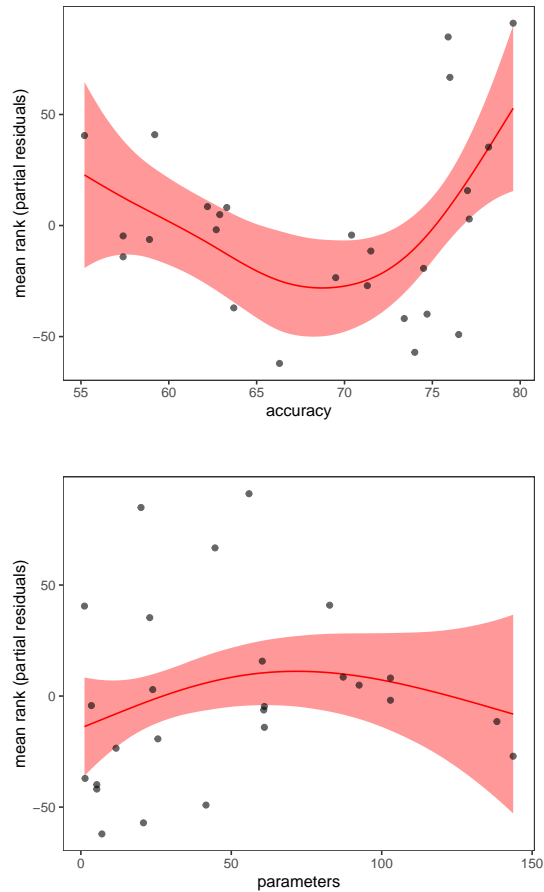 mean rank (partial residuals)
50
0
−50
55 60 65 70 75 80
accuracy
mean rank (partial residuals)
50
0
−50
0 50 100 150
parameters